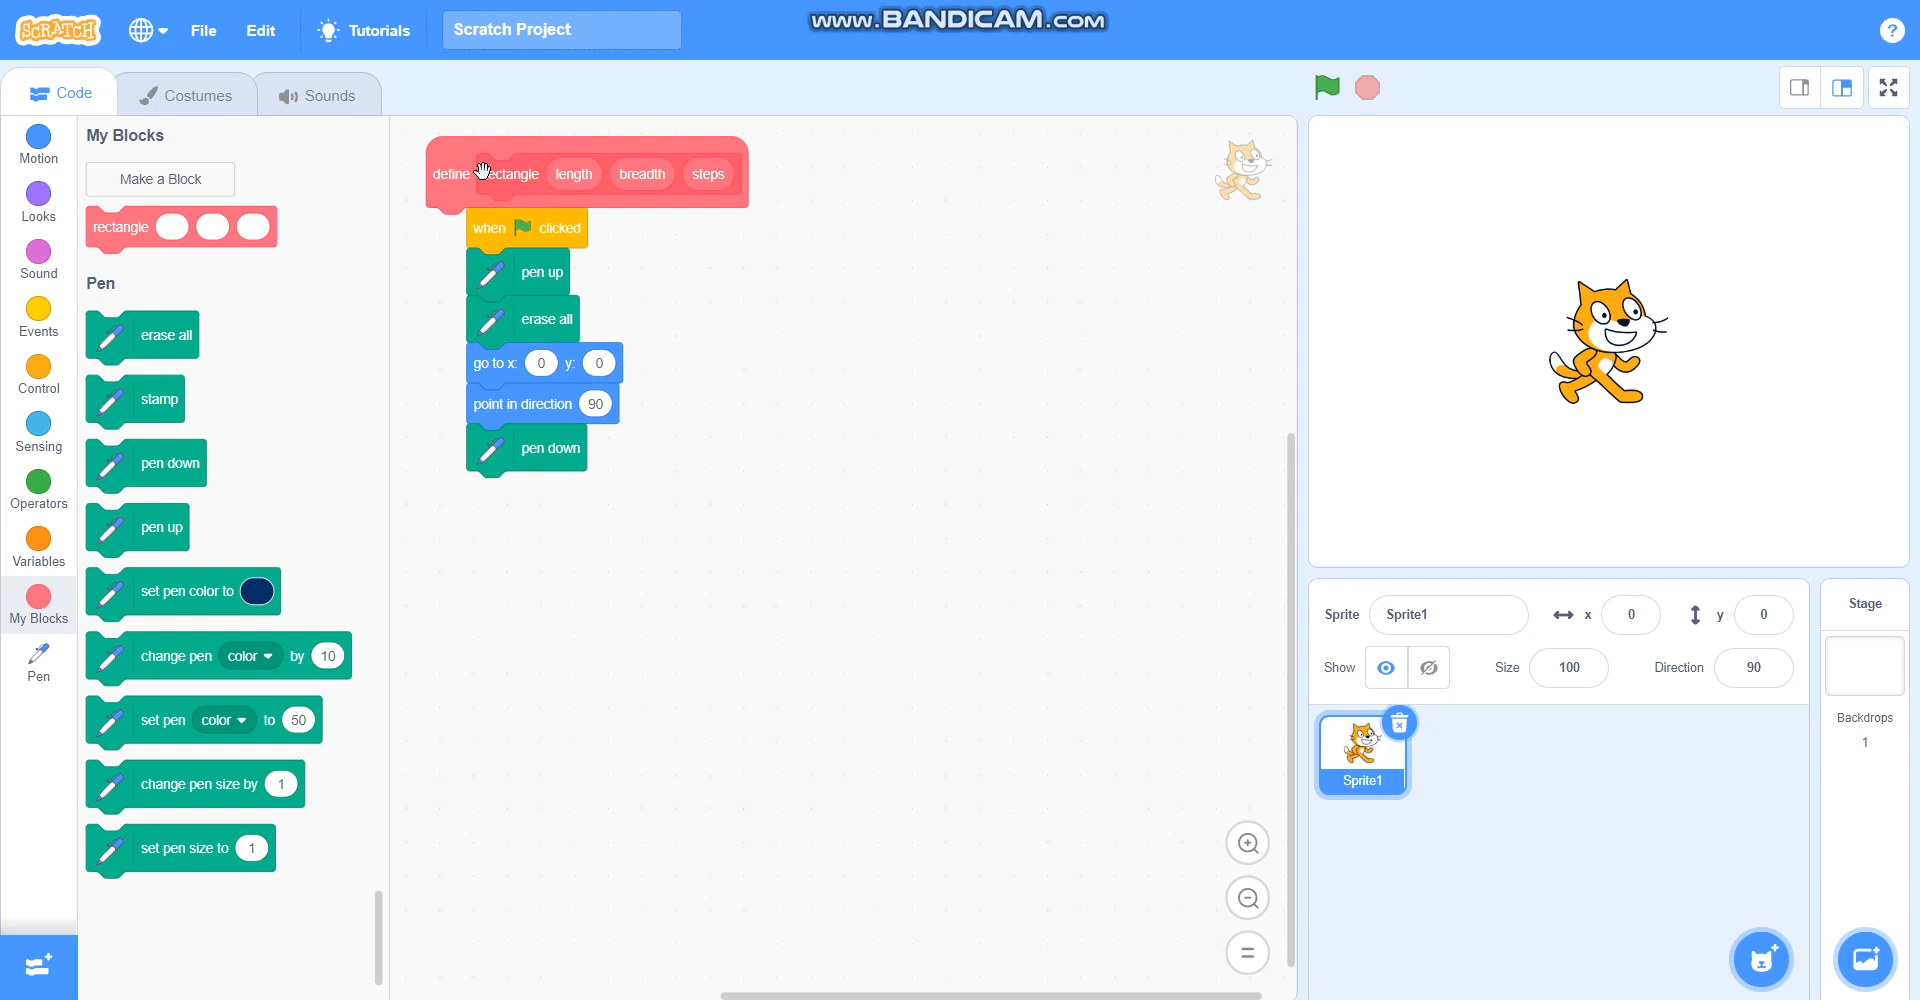 SCRATCH File Edit Tutorials Scratch Project www.BANDICAM.com ?
Code Costumes Sounds
Motion
Looks
Sound
Events
Control
Sensing
Operators
Variables
My Blocks
Pen
My Blocks
Make a Block
rectangle
Pen
erase all
stamp
pen down
pen up
set pen color to
change pen color by 10
set pen color to 50
change pen size by 1
set pen size to 1
define rectangle length breadth steps
when clicked
pen up
erase all
go to x: 0 y: 0
point in direction 90
pen down
Sprite Sprite1 x 0 y 0
Show Size 100 Direction 90
Sprite1
Stage
Backdrops
1